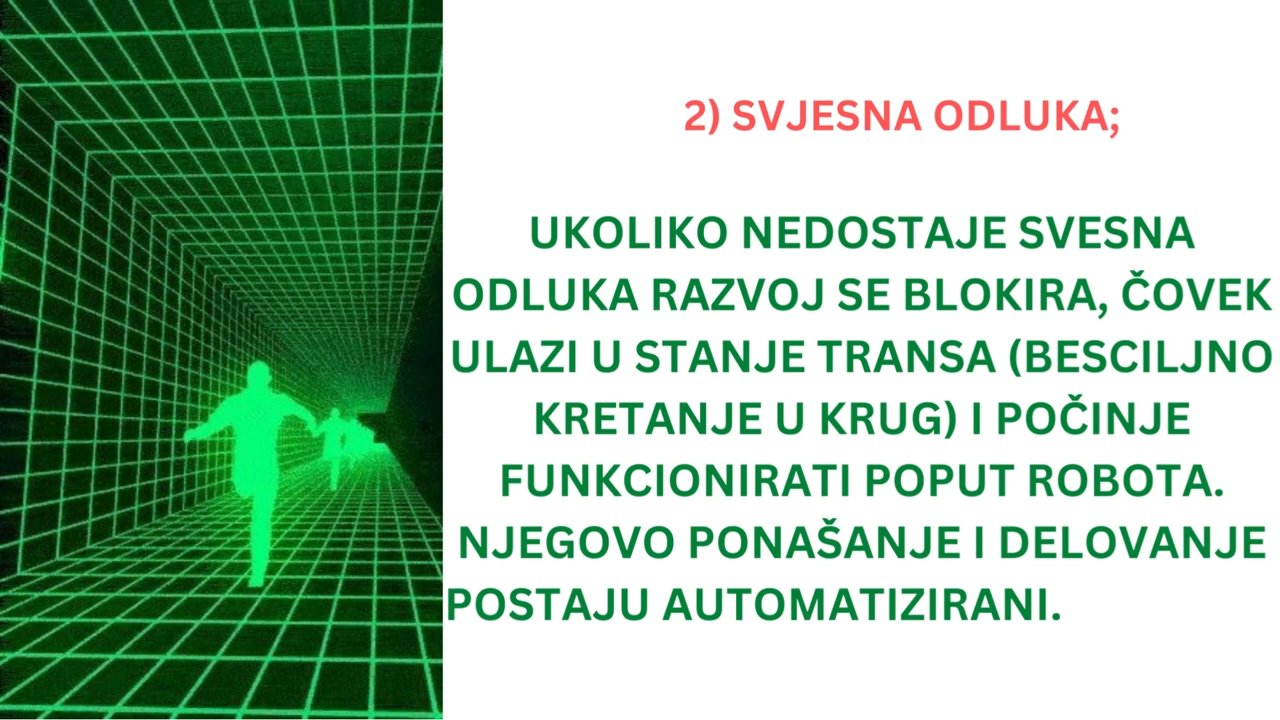 2) SVJESNA ODLUKA;
UKOLIKO NEDOSTAJE SVESNA
ODLUKA RAZVOJ SE BLOKIRA, ČOVEK
ULAZI U STANJE TRANSA (BESCILJNO
KRETANJE U KRUG) I POČINJE
FUNKCIONIRATI POPUT ROBOTA.
NJEGOVO PONAŠANJE I DELOVANJE
POSTAJU AUTOMATIZIRANI.